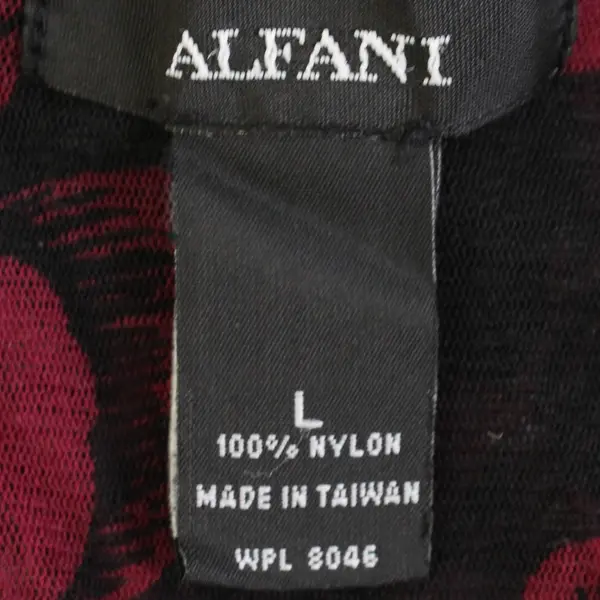 ALFANI
L
100% NYLON
MADE IN TAIWAN
WPL 8046